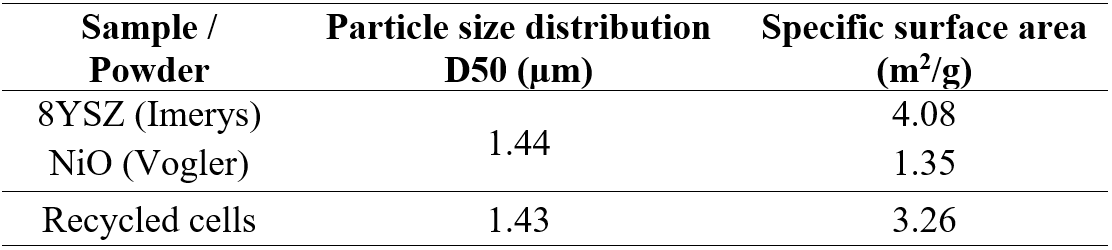 Sample / Powder Particle size distribution D50 (μm) Specific surface area (m²/g)
8YSZ (Imerys) 1.44 4.08
NiO (Vogler) 1.35
Recycled cells 1.43 3.26